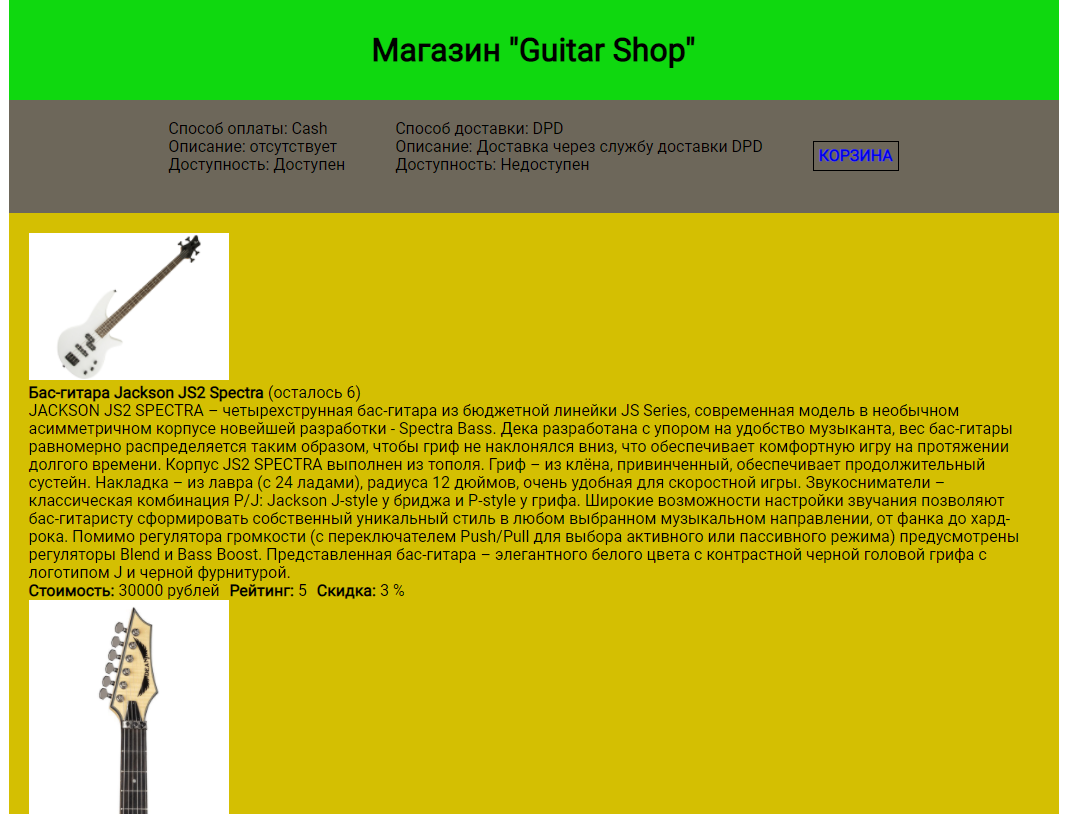 Магазин "Guitar Shop"
Способ оплаты: Cash
Описание: отсутствует
Доступность: Доступен
Способ доставки: DPD
Описание: Доставка через службу доставки DPD
Доступность: Недоступен
КОРЗИНА
Бас-гитара Jackson JS2 Spectra (осталось 6)
JACKSON JS2 SPECTRA – четырехструнная бас-гитара из бюджетной линейки JS Series, современная модель в необычном
асимметричном корпусе новейшей разработки - Spectra Bass. Дека разработана с упором на удобство музыканта, вес бас-гитары
равномерно распределяется таким образом, чтобы гриф не наклонялся вниз, что обеспечивает комфортную игру на протяжении
долгого времени. Корпус JS2 SPECTRA выполнен из тополя. Гриф – из клёна, привинченный, обеспечивает продолжительный
сустейн. Накладка – из лавра (с 24 ладами), радиуса 12 дюймов, очень удобная для скоростной игры. Звукосниматели –
классическая комбинация P/J: Jackson J-style у бриджа и P-style у грифа. Широкие возможности настройки звучания позволяют
бас-гитаристу сформировать собственный уникальный стиль в любом выбранном музыкальном направлении, от фанка до хард-
рока. Помимо регулятора громкости (с переключателем Push/Pull для выбора активного или пассивного режима) предусмотрены
регуляторы Blend и Bass Boost. Представленная бас-гитара – элегантного белого цвета с контрастной черной головой грифа с
логотипом J и черной фурнитурой.
Стоимость: 30000 рублей Рейтинг: 5 Скидка: 3 %